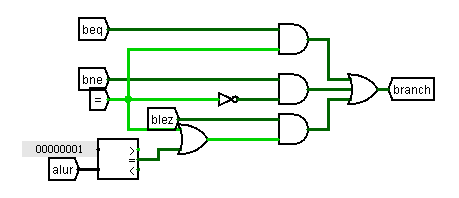 beq
bne
=
branch
blez
00000001
>
=
<
alur